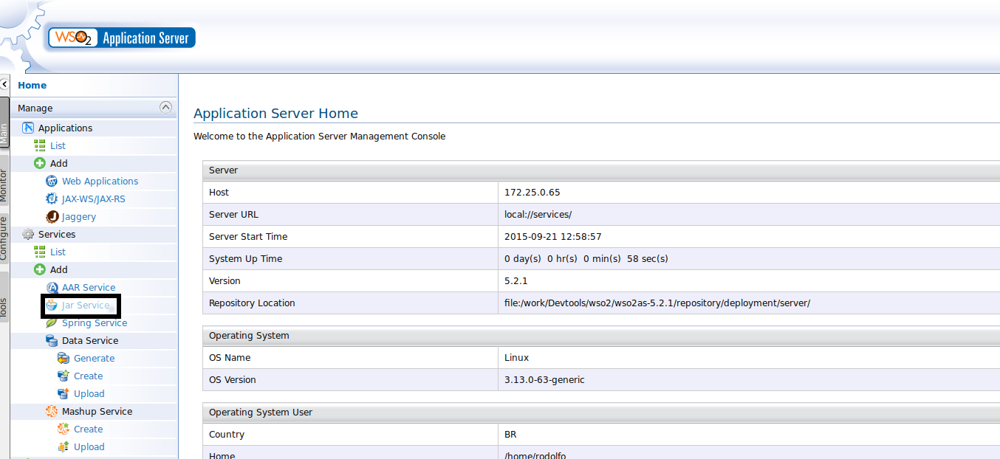 WSO2 Application Server
Home
Manage
Applications
List
Add
Web Applications
JAX-WS/JAX-RS
Jaggery
Services
List
Add
AAR Service
Jar Service
Spring Service
Data Service
Generate
Create
Upload
Mashup Service
Create
Upload
Main
Monitor
Configure
Tools
Application Server Home
Welcome to the Application Server Management Console
Server
Host 172.25.0.65
Server URL local://services/
Server Start Time 2015-09-21 12:58:57
System Up Time 0 day(s) 0 hr(s) 0 min(s) 58 sec(s)
Version 5.2.1
Repository Location file:/work/Devtools/wso2/wso2as-5.2.1/repository/deployment/server/
Operating System
OS Name Linux
OS Version 3.13.0-63-generic
Operating System User
Country BR
Home /home/rodolfo